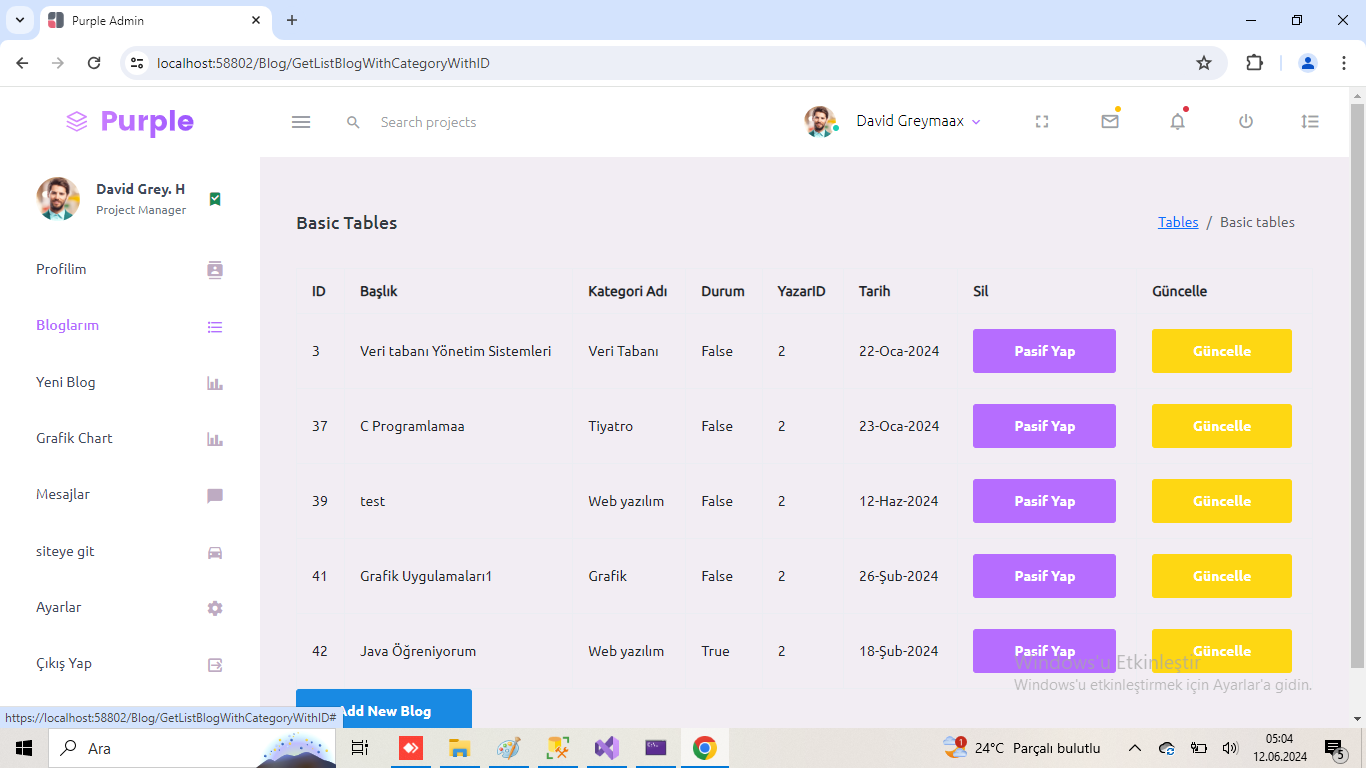 Purple Admin
localhost:58802/Blog/GetListBlogWithCategoryWithID
Purple
Search projects
David Greymaax
David Grey. H
Project Manager
Profilim
Bloglarım
Yeni Blog
Grafik Chart
Mesajlar
siteye git
Ayarlar
Çıkış Yap
Basic Tables
Tables / Basic tables
ID Başlık Kategori Adı Durum YazarID Tarih Sil Güncelle
3 Veri tabanı Yönetim Sistemleri Veri Tabanı False 2 22-Oca-2024 Pasif Yap Güncelle
37 C Programlamaa Tiyatro False 2 23-Oca-2024 Pasif Yap Güncelle
39 test Web yazılım False 2 12-Haz-2024 Pasif Yap Güncelle
41 Grafik Uygulamaları1 Grafik False 2 26-Şub-2024 Pasif Yap Güncelle
42 Java Öğreniyorum Web yazılım True 2 18-Şub-2024 Pasif Yap Güncelle
Windows'u Etkinleştir
Windows'u etkinleştirmek için Ayarlar'a gidin.
Add New Blog
https://localhost:58802/Blog/GetListBlogWithCategoryWithID#
Ara
1
24°C Parçalı bulutlu
05:04
12.06.2024
5